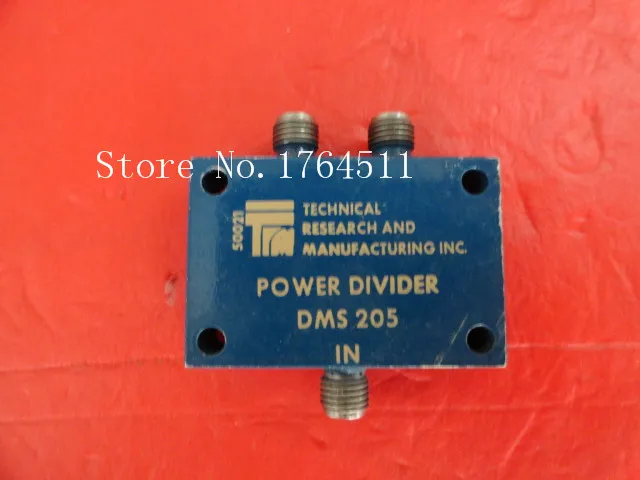 Store No. 1764511
50021
TRM
TECHNICAL
RESEARCH AND
MANUFACTURING INC.
POWER DIVIDER
DMS 205
IN